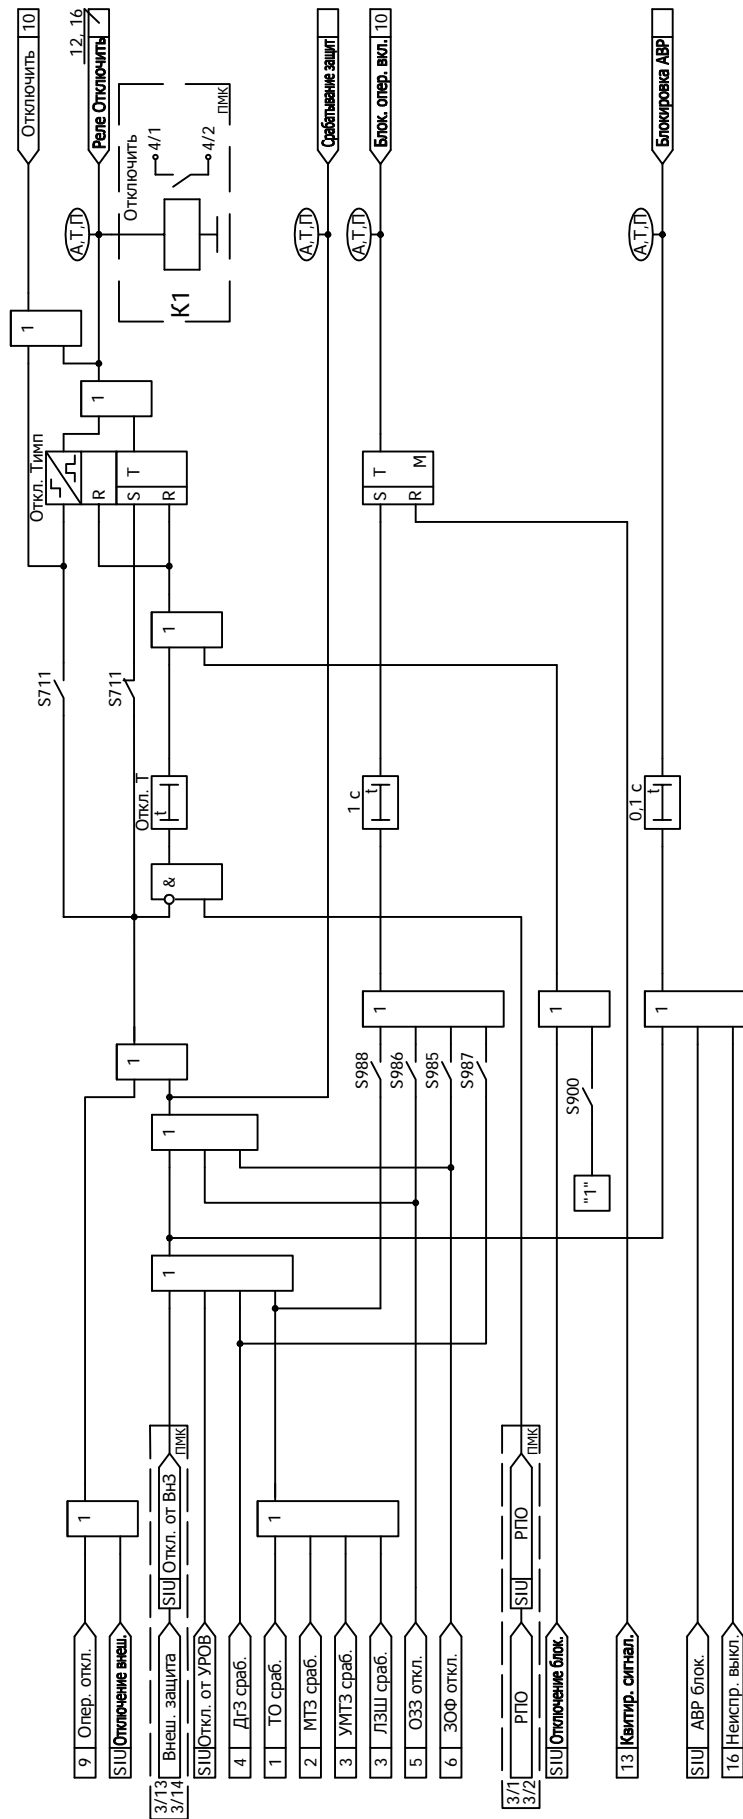 Отключить 10
12, 16
Реле Отключить
А,Т,П
Отключить
4/1
4/2
ПМК
К1
Срабатывание защит
А,Т,П
Блок. опер. вкл. 10
А,Т,П
Блокировка АВР
А,Т,П
1
1
Откл. Тимп
R
S T
R
S T
R M
S711
S711
1
Откл. Т
t
1 с
t
0,1 с
t
&
1
1
1
1
S988
S986
S985
S987
1
S900
"1"
1
1
1
9 Опер. откл.
SIU Отключение внеш.
3/13
3/14
Внеш. защита
SIU Откл. от ВнЗ
ПМК
SIU Откл. от УРОВ
4 ДгЗ сраб.
1 ТО сраб.
2 МТЗ сраб.
3 УМТЗ сраб.
3 ЛЗШ сраб.
5 ОЗЗ откл.
6 ЗОФ откл.
3/1
3/2
РПО
SIU РПО
ПМК
SIU Отключение блок.
13 Квитир. сигнал.
SIU АВР блок.
16 Неиспр. выкл.